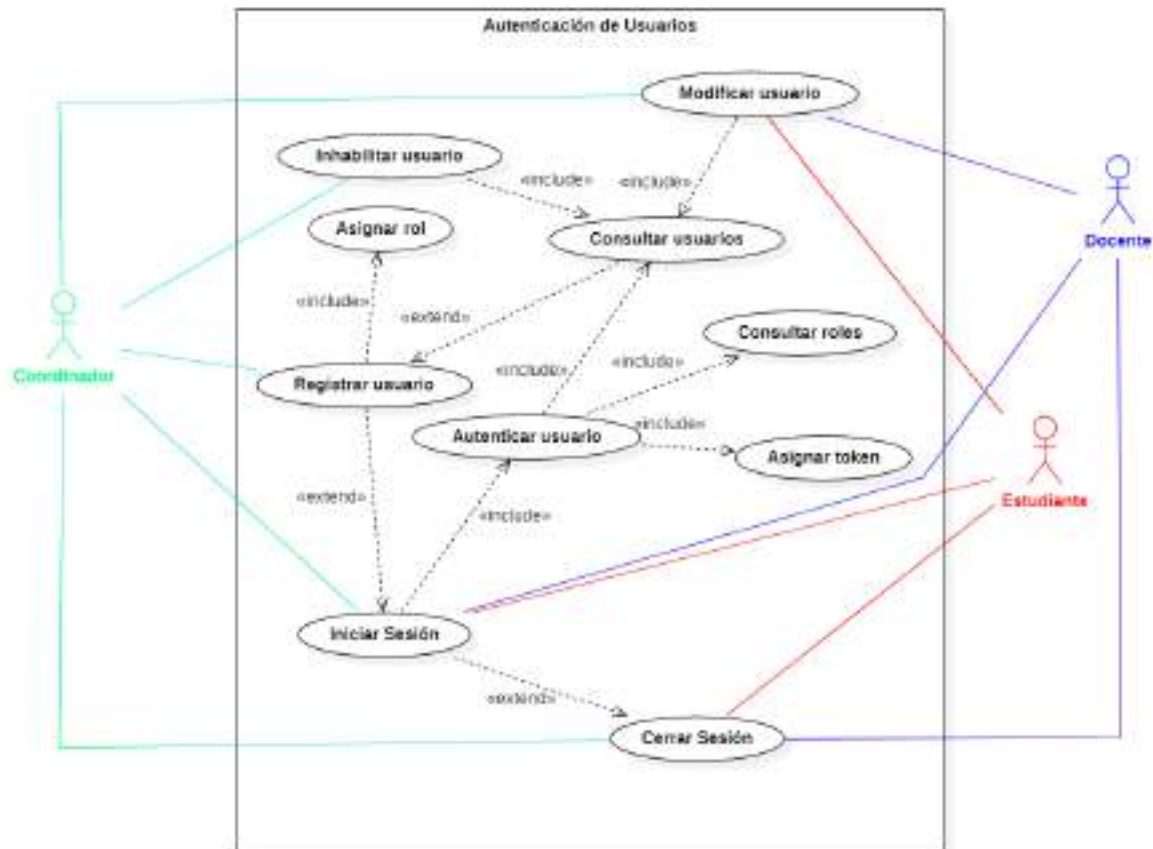 Autenticación de Usuarios
Modificar usuario
Inhabilitar usuario
«include»
«include»
Asignar rol
Consultar usuarios
Docente
«include»
«extend»
Consultar roles
Coordinador
Registrar usuario
«include»
«include»
Autenticar usuario
«include»
Asignar token
«extend»
«include»
Estudiante
Iniciar Sesión
«extend»
Cerrar Sesión